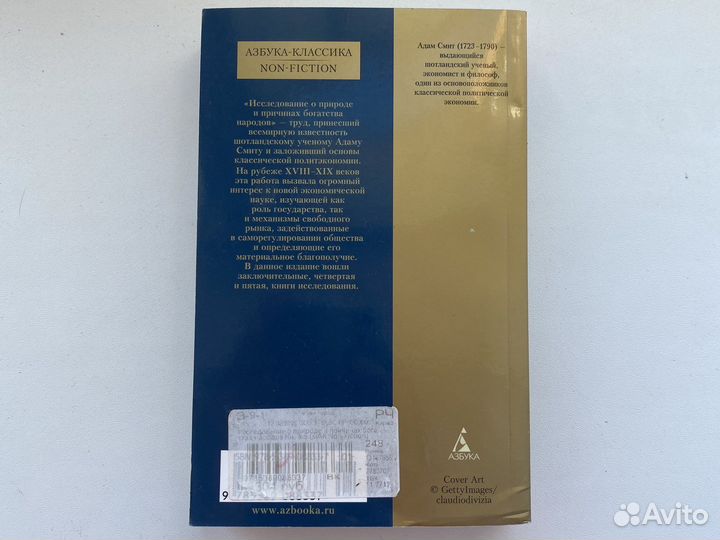 АЗБУКА-КЛАССИКА
NON-FICTION
«Исследование о природе
и причинах богатства
народов» — труд, принесший
всемирную известность
шотландскому ученому Адаму
Смиту и заложивший основы
классической политэкономии.
На рубеже XVIII–XIX веков
эта работа вызвала огромный
интерес к новой экономической
науке, изучающей как
роль государства, так
и механизмы свободного
рынка, задействованные
в саморегулировании общества
и определяющие его
материальное благополучие.
В данное издание вошли
заключительные, четвертая
и пятая, книги исследования.
Адам Смит (1723–1790) —
выдающийся
шотландский ученый,
экономист и философ,
один из основоположников
классической политической
экономии.
РЧ
248
ВК
www.azbooka.ru
АЗБУКА
Cover Art
© GettyImages/
claudiodivizia
Avito